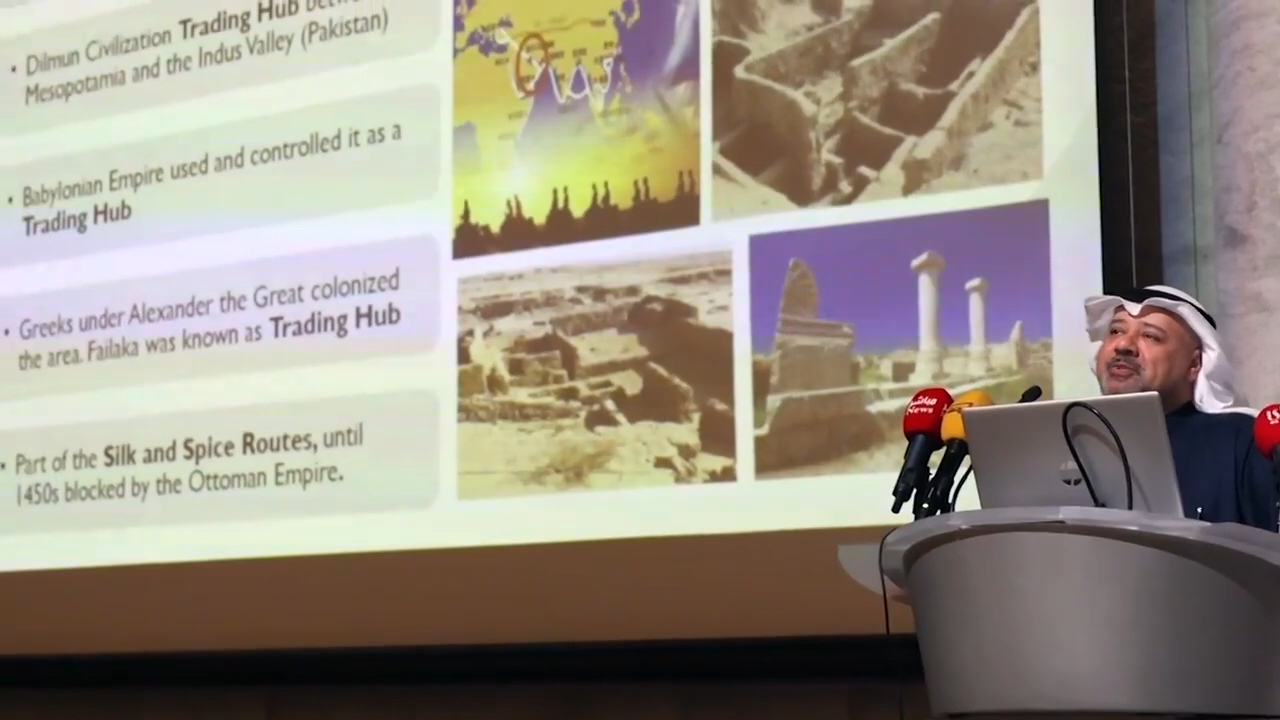 • Dilmun Civilization Trading Hub
Mesopotamia and the Indus Valley (Pakistan)
• Babylonian Empire used and controlled it as a
Trading Hub
• Greeks under Alexander the Great colonized
the area. Failaka was known as Trading Hub
• Part of the Silk and Spice Routes, until
1450s blocked by the Ottoman Empire.
مباشر
News
hp